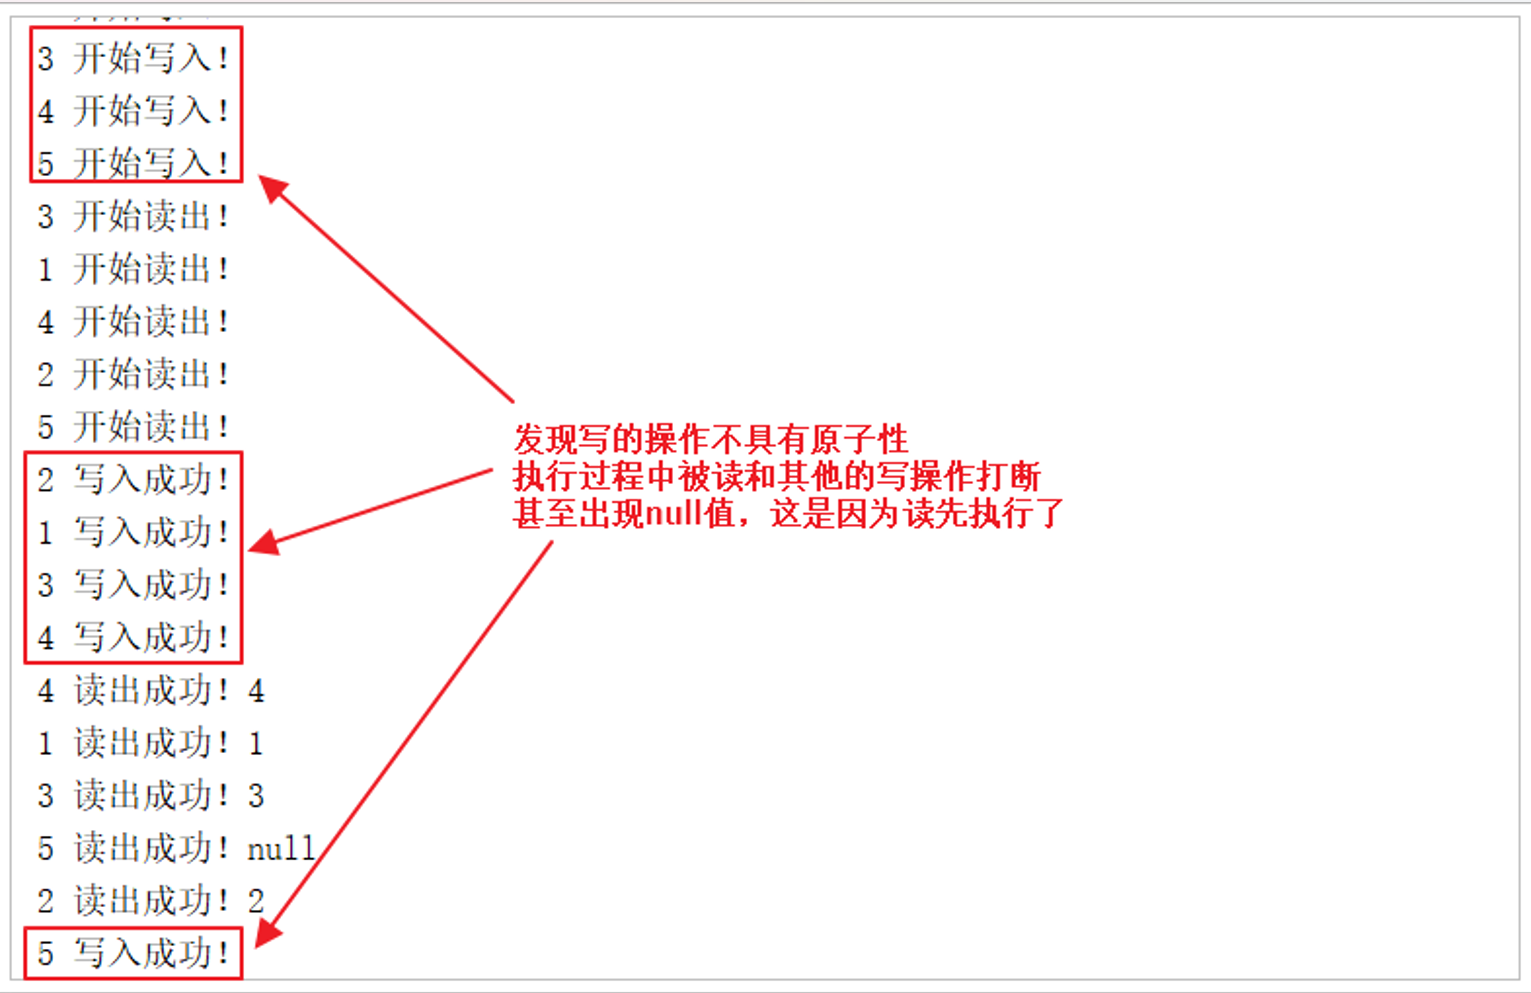 3 开始写入!
4 开始写入!
5 开始写入!
3 开始读出!
1 开始读出!
4 开始读出!
2 开始读出!
5 开始读出!
2 写入成功!
1 写入成功!
3 写入成功!
4 写入成功!
4 读出成功! 4
1 读出成功! 1
3 读出成功! 3
5 读出成功! null
2 读出成功! 2
5 写入成功!
发现写的操作不具有原子性
执行过程中被读和其他的写操作打断
甚至出现null值，这是因为读先执行了